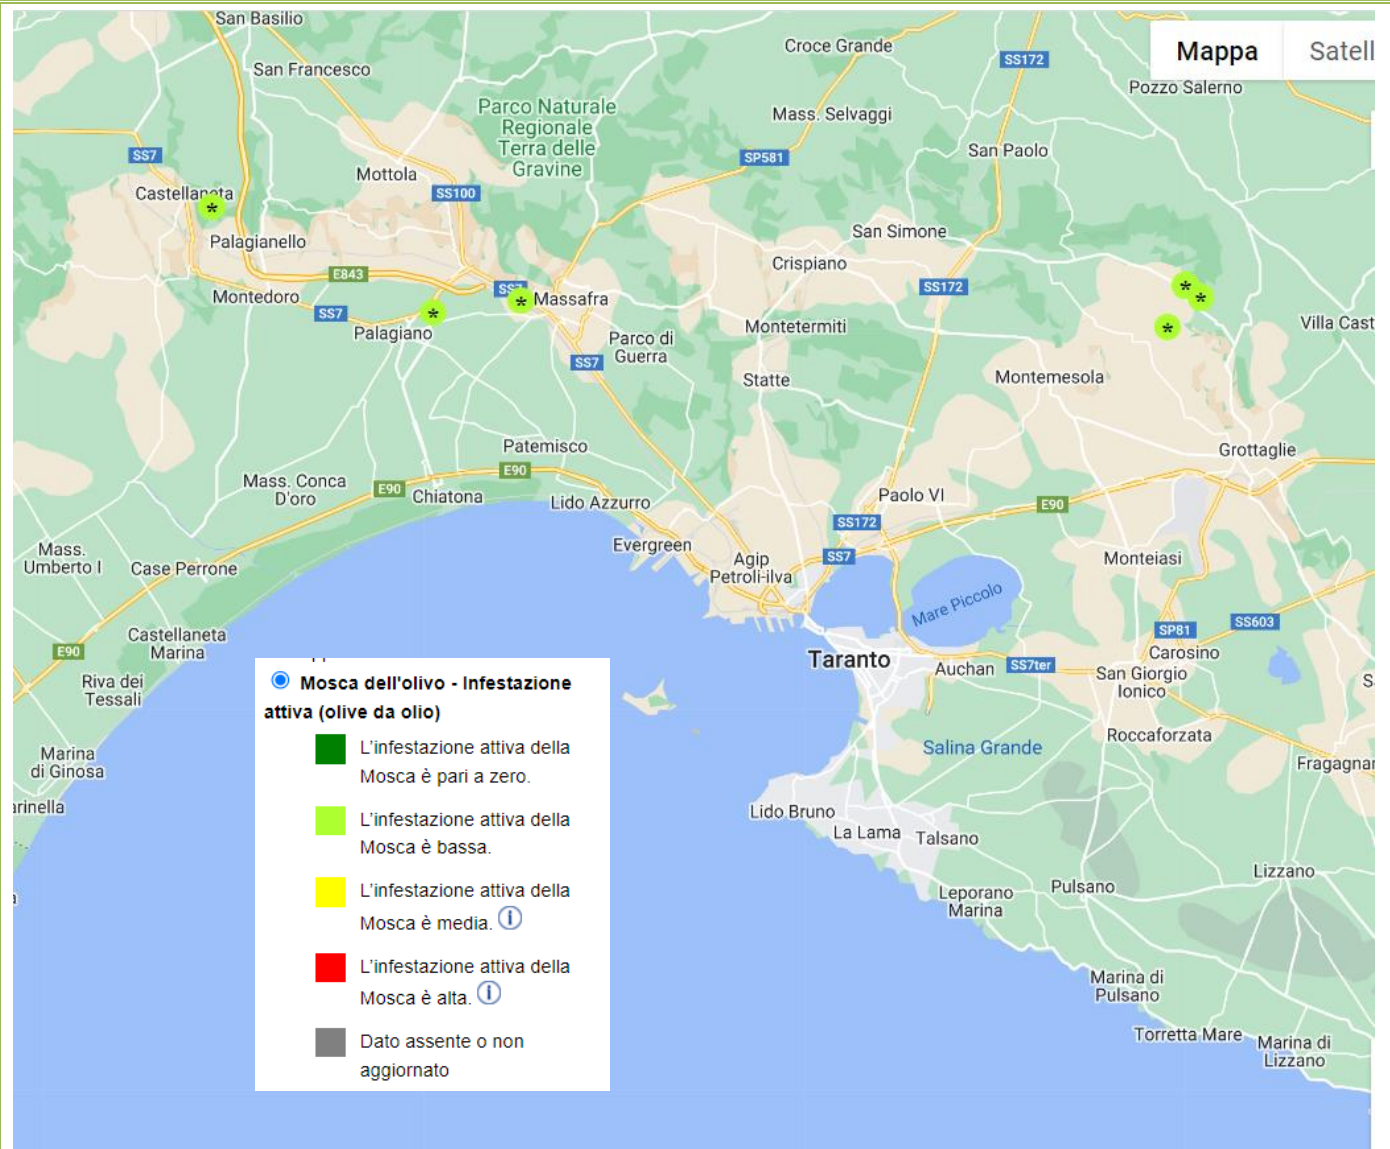 San Basilio
Croce Grande
SS172
Mappa
Satell
San Francesco
Pozzo Salerno
Parco Naturale
Regionale
Terra delle
Gravine
Mass. Selvaggi
SS7
SP581
San Paolo
Mottola
Castellaneta
SS100
*
San Simone
Palagianello
Crispiano
E843
SS172
Montedoro
SS7
*
Massafra
*
*
SS7
*
Palagiano
Montetermiti
*
Villa Cast
Parco di
Guerra
SS7
Statte
Montemesola
Patemisco
Grottaglie
E90
Mass. Conca
D'oro
E90
Chiatona
Lido Azzurro
Paolo VI
E90
SS172
Evergreen
Mass.
Umberto I
Case Perrone
Agip
Petroli-ilva
SS7
Monteiasi
Mare Piccolo
Castellaneta
Marina
E90
SP81
SS603
Taranto
Auchan
SS7ter
Carosino
San Giorgio
Ionico
S
Riva dei
Tessali
Mosca dell'olivo - Infestazione
attiva (olive da olio)
L'infestazione attiva della
Mosca è pari a zero.
L'infestazione attiva della
Mosca è bassa.
L'infestazione attiva della
Mosca è media. i
L'infestazione attiva della
Mosca è alta. i
Dato assente o non
aggiornato
Roccaforzata
Salina Grande
Marina
di Ginosa
Fragagnar
arinella
Lido Bruno
La Lama
Talsano
Lizzano
Leporano
Marina
Pulsano
Marina di
Pulsano
Torretta Mare
Marina di
Lizzano